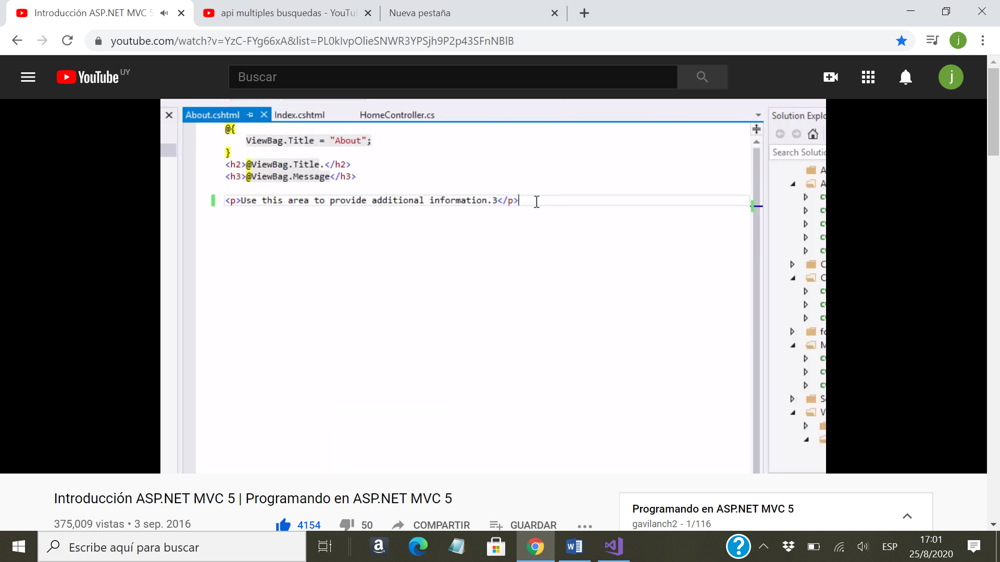 Introducción ASP.NET MVC 5
api multiples busquedas - YouTu
Nueva pestaña
youtube.com/watch?v=YzC-FYg66xA&list=PL0kIvpOlieSNWR3YPSjh9P2p43SFnNBlB
j
YouTube UY
Buscar
j
About.cshtml
Index.cshtml
HomeController.cs
Solution Explo
@{
ViewBag.Title = "About";
}
Search Solutio
<h2>@ViewBag.Title.</h2>
<h3>@ViewBag.Message</h3>
<p>Use this area to provide additional information.3</p>
Introducción ASP.NET MVC 5 | Programando en ASP.NET MVC 5
375,009 vistas • 3 sep. 2016
4154
50
COMPARTIR
GUARDAR
Programando en ASP.NET MVC 5
gavilanch2 - 1/116
Escribe aquí para buscar
ESP
17:01
25/8/2020